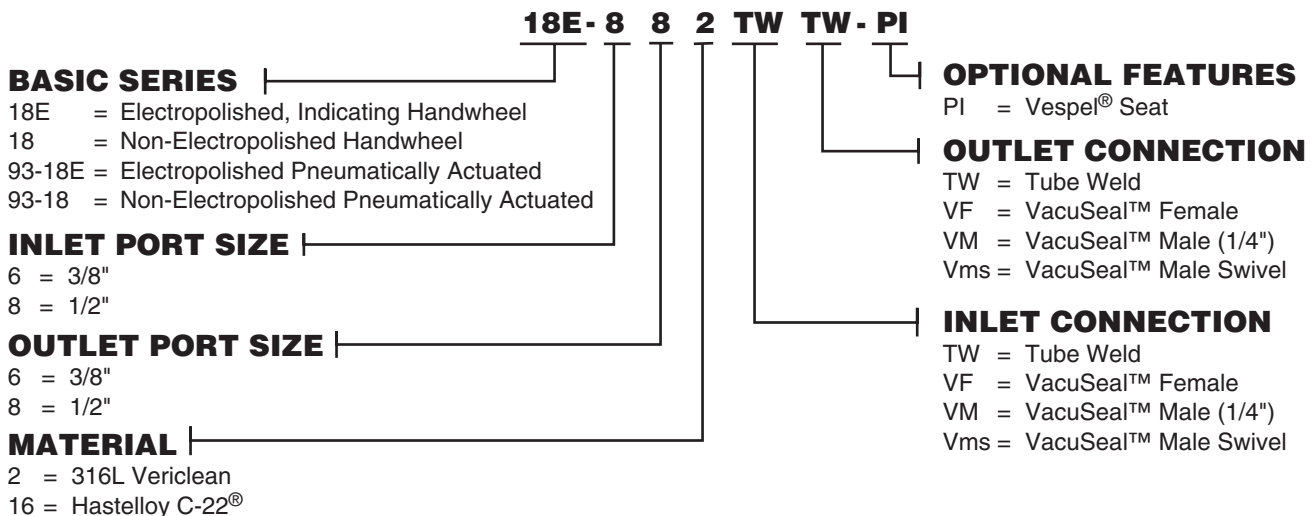 18E- 8 8 2 TW TW - PI
BASIC SERIES
18E = Electropolished, Indicating Handwheel
18 = Non-Electropolished Handwheel
93-18E = Electropolished Pneumatically Actuated
93-18 = Non-Electropolished Pneumatically Actuated
INLET PORT SIZE
6 = 3/8"
8 = 1/2"
OUTLET PORT SIZE
6 = 3/8"
8 = 1/2"
MATERIAL
2 = 316L Vericlean
16 = Hastelloy C-22®
OPTIONAL FEATURES
PI = Vespel® Seat
OUTLET CONNECTION
TW = Tube Weld
VF = VacuSeal™ Female
VM = VacuSeal™ Male (1/4")
Vms = VacuSeal™ Male Swivel
INLET CONNECTION
TW = Tube Weld
VF = VacuSeal™ Female
VM = VacuSeal™ Male (1/4")
Vms = VacuSeal™ Male Swivel